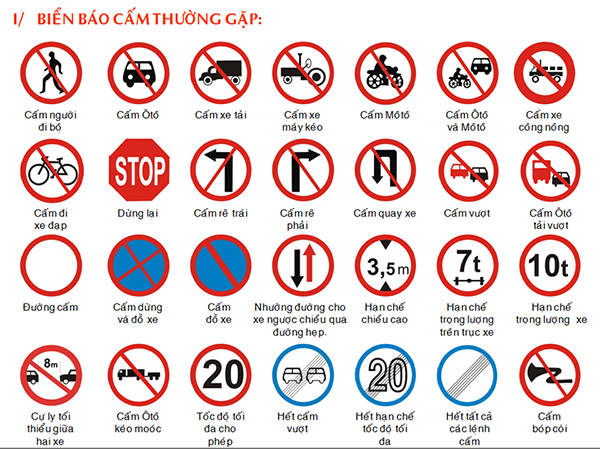 I/ BIỂN BÁO CẤM THƯỜNG GẶP:
Cấm người
đi bộ
Cấm Ôtô
Cấm xe tải
Cấm xe
máy kéo
Cấm Môtô
Cấm Ôtô
và Môtô
Cấm xe
công nông
STOP
Cấm đi
xe đạp
Dừng lại
Cấm rẽ trái
Cấm rẽ
phải
Cấm quay xe
Cấm vượt
Cấm Ôtô
tải vượt
3,5m
7t
10t
Đường cấm
Cấm dừng
và đỗ xe
Cấm
đỗ xe
Nhường đường cho
xe ngược chiều qua
đường hẹp.
Hạn chế
chiều cao
Hạn chế
trọng lượng
trên trục xe
Hạn chế
trọng lượng xe
8m
20
20
Cự ly tối
thiểu giữa
hai xe
Cấm Ôtô
kéo moóc
Tốc độ tối
đa cho
phép
Hết cấm
vượt
Hết hạn chế
tốc độ tối
đa
Hết tất cả
các lệnh
cấm
Cấm
bóp còi